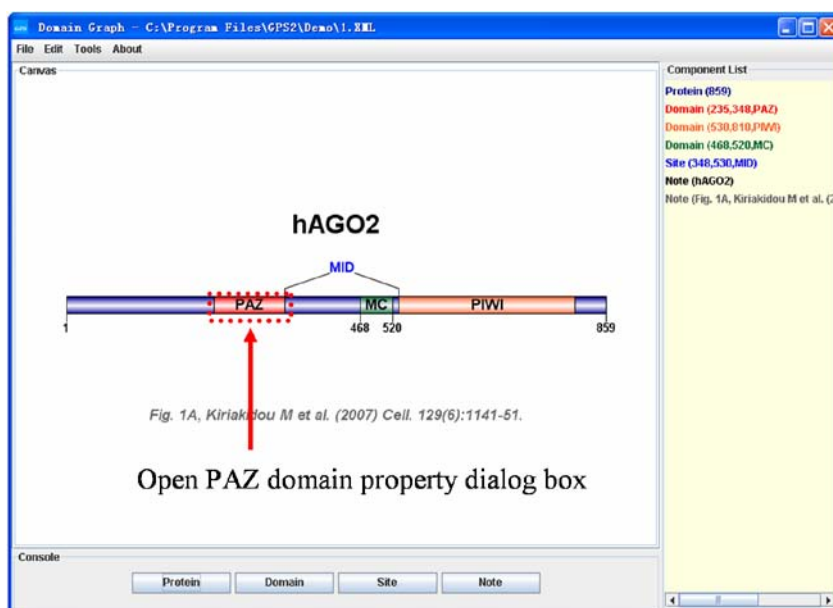 Domain Graph - C:\Program Files\GPS2\Demo\1.XML
File Edit Tools About
Canvas
Component List
Protein (859)
Domain (235,348,PAZ)
Domain (530,810,PIWI)
Domain (468,520,MC)
Site (348,530,MID)
Note (hAGO2)
Note (Fig. 1A, Kiriakidou M et al. (2
hAGO2
MID
PAZ MC PIWI
1 468 520 859
Fig. 1A, Kiriakidou M et al. (2007) Cell. 129(6):1141-51.
Open PAZ domain property dialog box
Console
Protein Domain Site Note